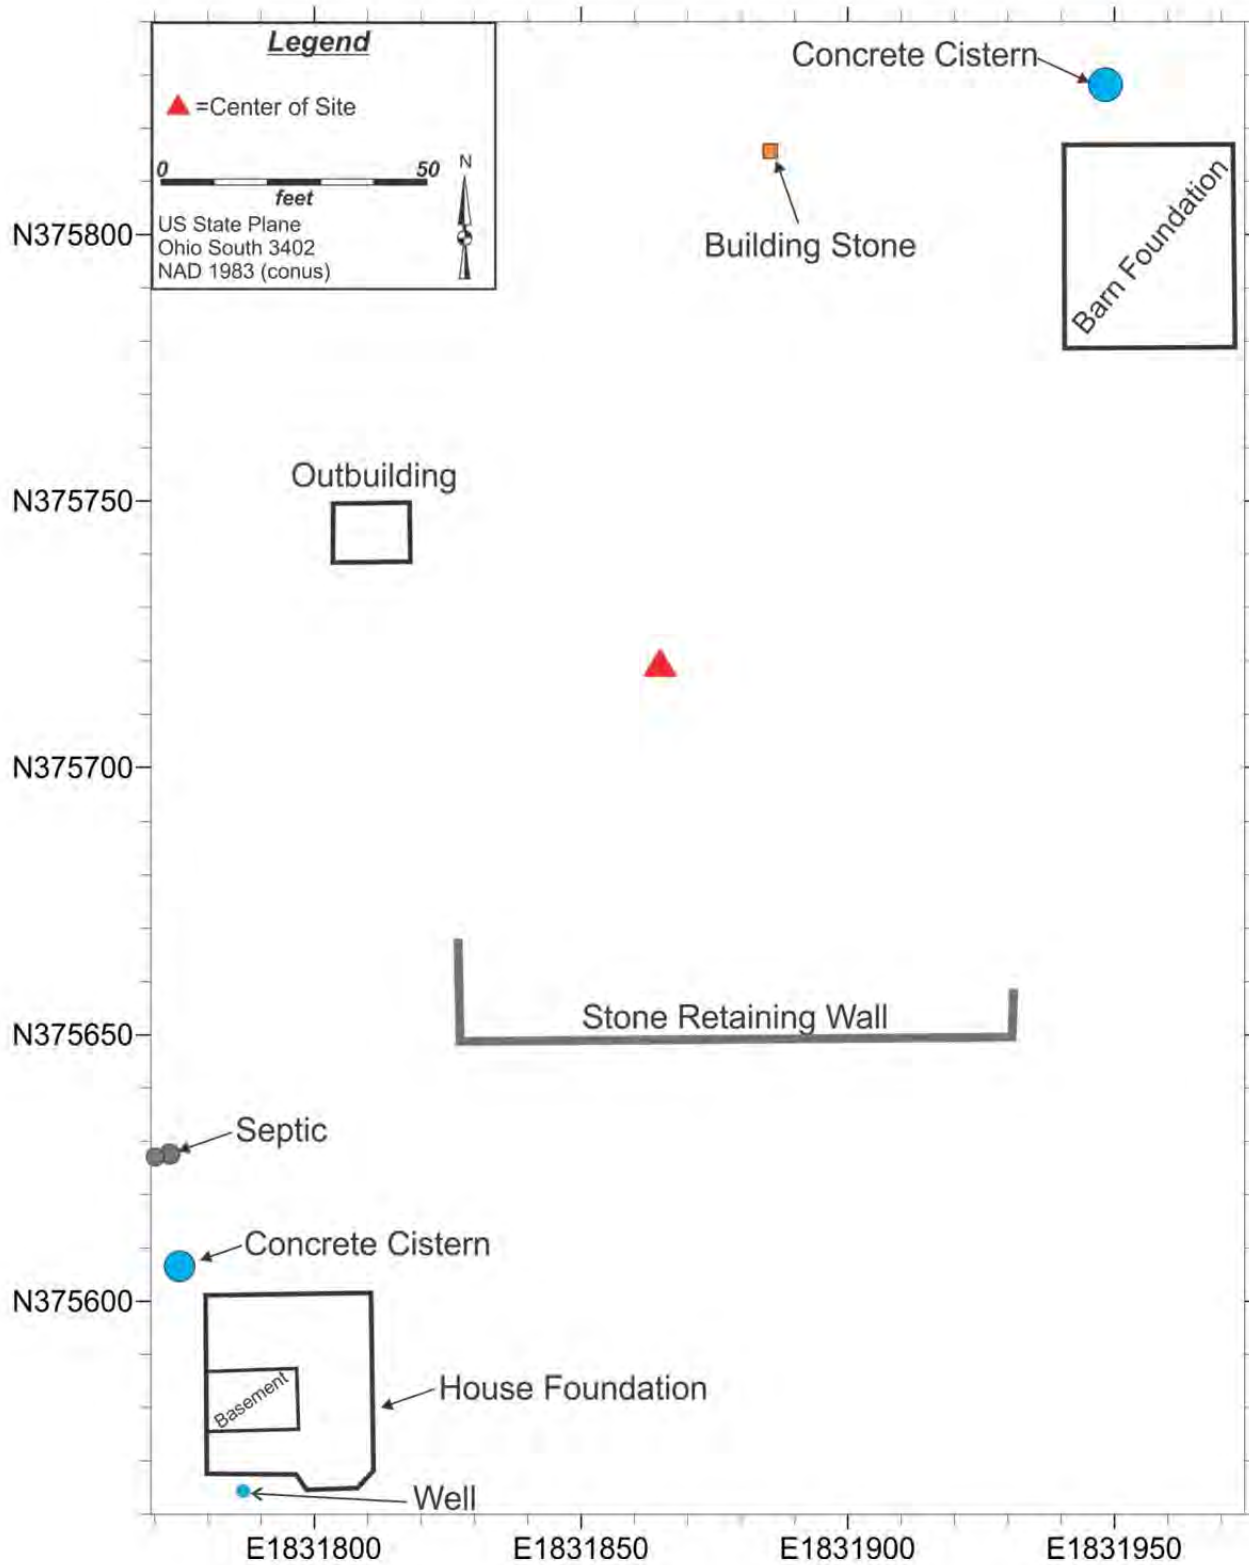 Legend
=Center of Site
0 50
feet
N
US State Plane
Ohio South 3402
NAD 1983 (conus)
Concrete Cistern
Building Stone
Barn Foundation
N375800
Outbuilding
N375750
N375700
Stone Retaining Wall
N375650
Septic
Concrete Cistern
N375600
Basement
House Foundation
Well
E1831800 E1831850 E1831900 E1831950